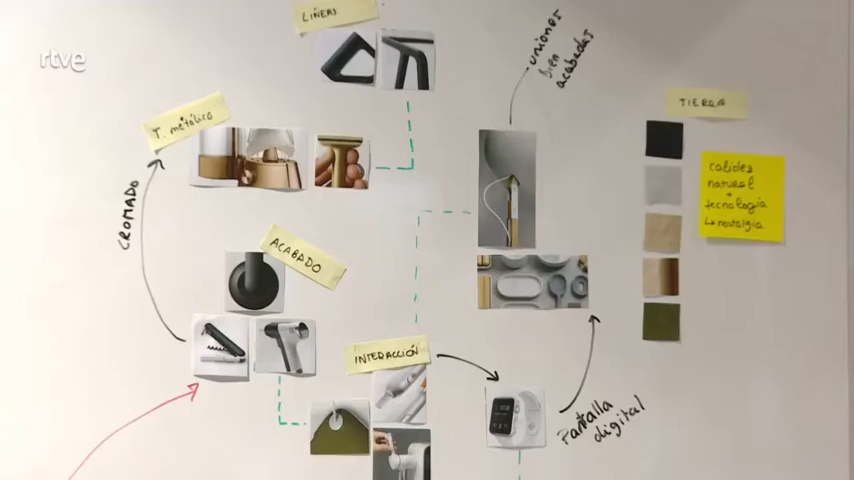 LÍNEAS
uniones
bien
acabadas
rtve
T. metálico
TIERRA
CROMADO
calidez
natural
+
tecnología
↳ nostalgia
ACABADO
INTERACCIÓN
Pantalla
digital